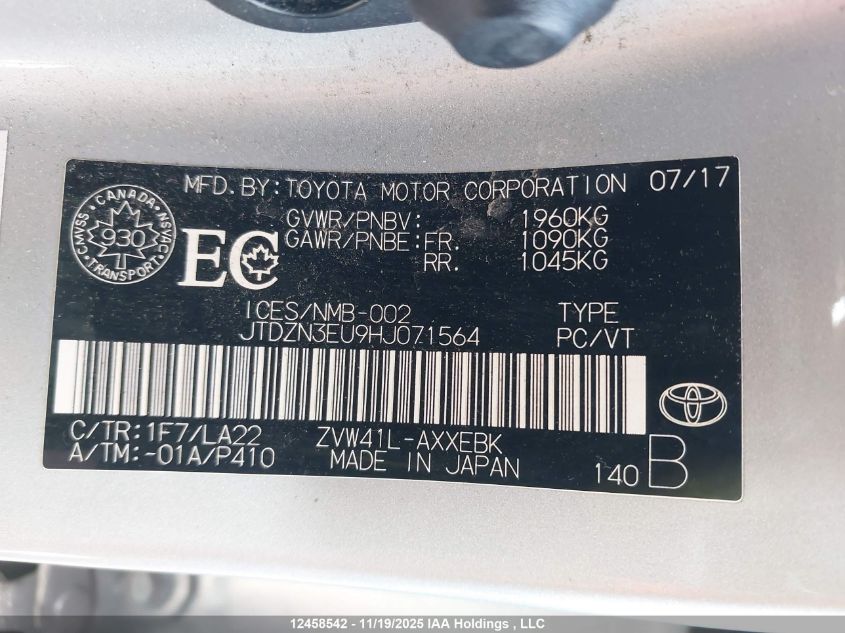 MFD.BY:TOYOTA MOTOR CORPORATION 07/17
GVWR/PNBV: 1960KG
GAWR/PNBE:FR. 1090KG
RR. 1045KG
CANADA
CMVSS 930 NSVAC
TRANSPORT
EC
ICES/NMB-002 TYPE
JTDZN3EU9HJ071564 PC/VT
C/TR:1F7/LA22 ZVW41L-AXXEBK
A/TM:-01A/P410 MADE IN JAPAN 140 B
12458542 - 11/19/2025 IAA Holdings , LLC